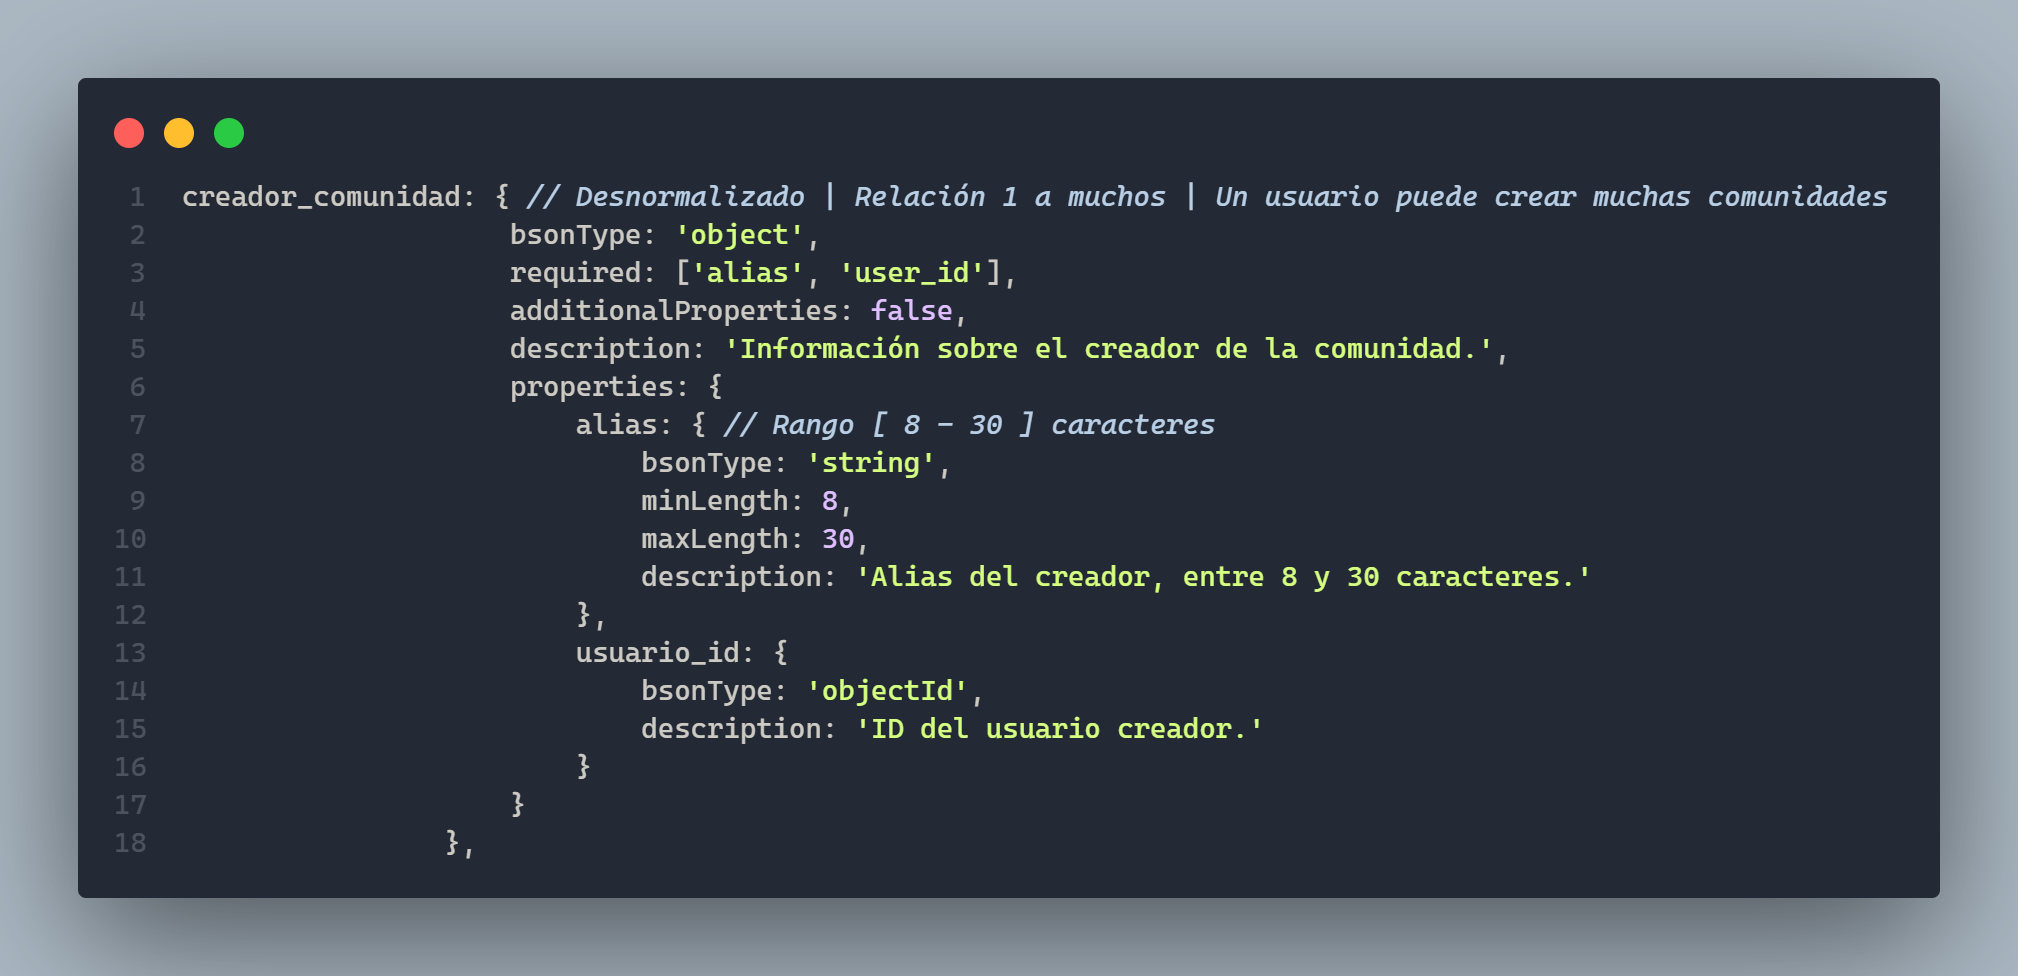 1 creador_comunidad: { // Desnormalizado | Relación 1 a muchos | Un usuario puede crear muchas comunidades
2 bsonType: 'object',
3 required: ['alias', 'user_id'],
4 additionalProperties: false,
5 description: 'Información sobre el creador de la comunidad.',
6 properties: {
7 alias: { // Rango [ 8 - 30 ] caracteres
8 bsonType: 'string',
9 minLength: 8,
10 maxLength: 30,
11 description: 'Alias del creador, entre 8 y 30 caracteres.'
12 },
13 usuario_id: {
14 bsonType: 'objectId',
15 description: 'ID del usuario creador.'
16 }
17 }
18 },